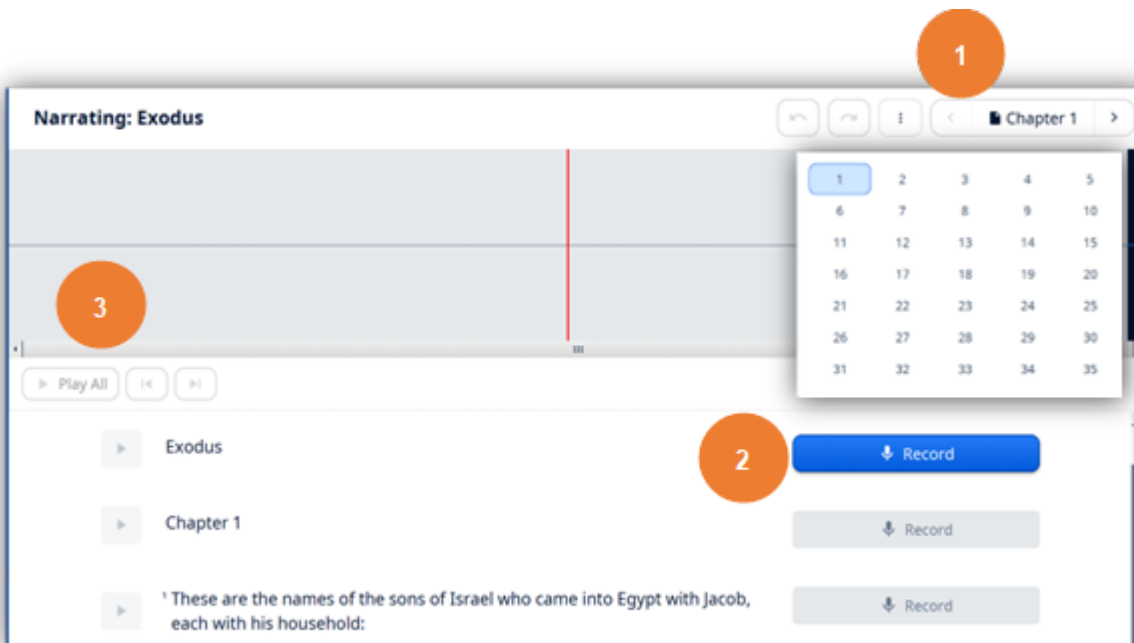 1
Narrating: Exodus
Chapter 1
1 2 3 4 5
6 7 8 9 10
11 12 13 14 15
16 17 18 19 20
21 22 23 24 25
26 27 28 29 30
31 32 33 34 35
3
Play All
Exodus
2
Record
Chapter 1
Record
¹ These are the names of the sons of Israel who came into Egypt with Jacob,
each with his household:
Record